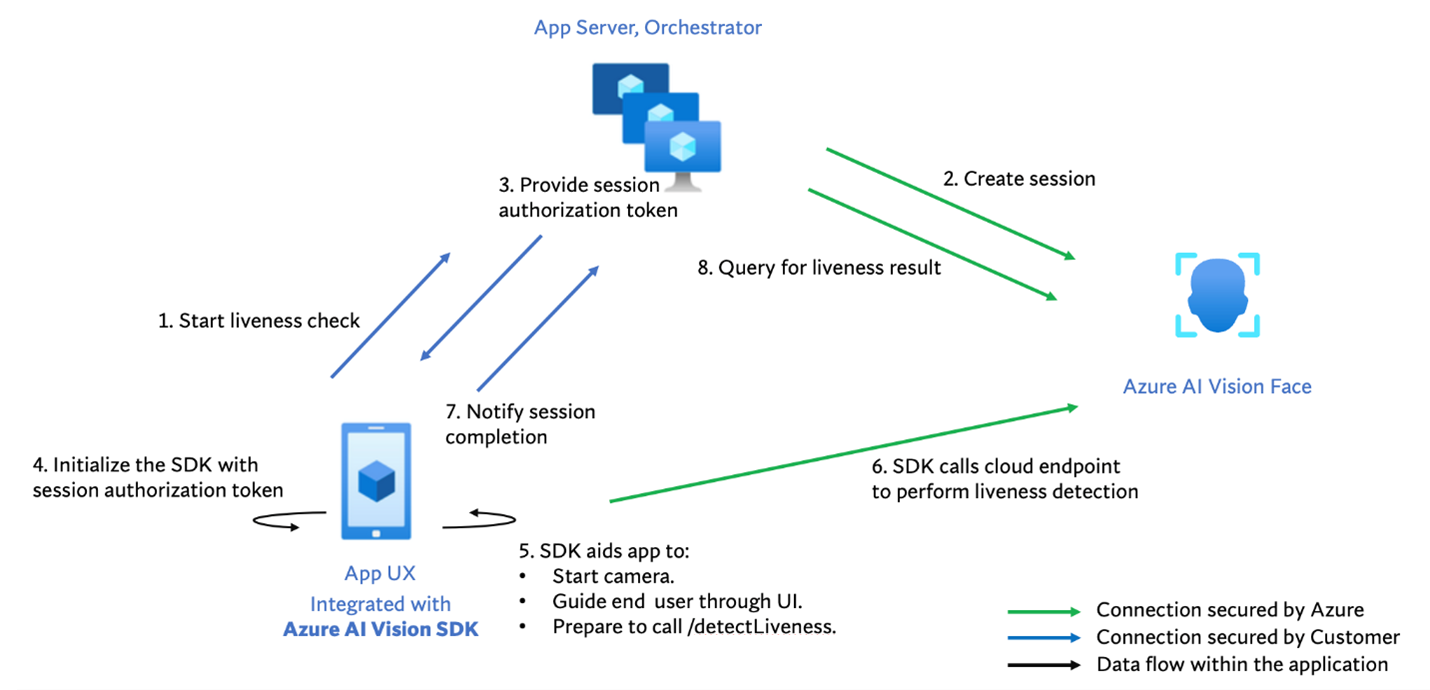 App Server, Orchestrator
3. Provide session
authorization token
2. Create session
8. Query for liveness result
1. Start liveness check
Azure AI Vision Face
7. Notify session
completion
4. Initialize the SDK with
session authorization token
6. SDK calls cloud endpoint
to perform liveness detection
5. SDK aids app to:
• Start camera.
• Guide end user through UI.
• Prepare to call /detectLiveness.
App UX
Integrated with
Azure AI Vision SDK
Connection secured by Azure
Connection secured by Customer
Data flow within the application